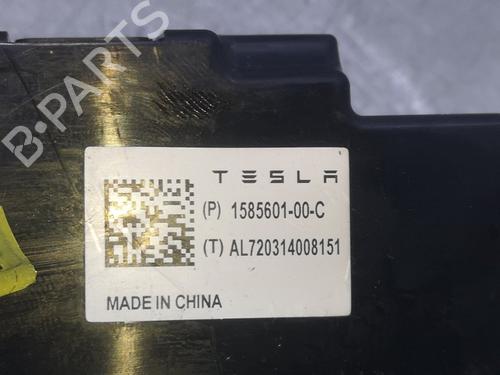 B-PARTS
TESLA
(P) 1585601-00-C
(T) AL720314008151
MADE IN CHINA